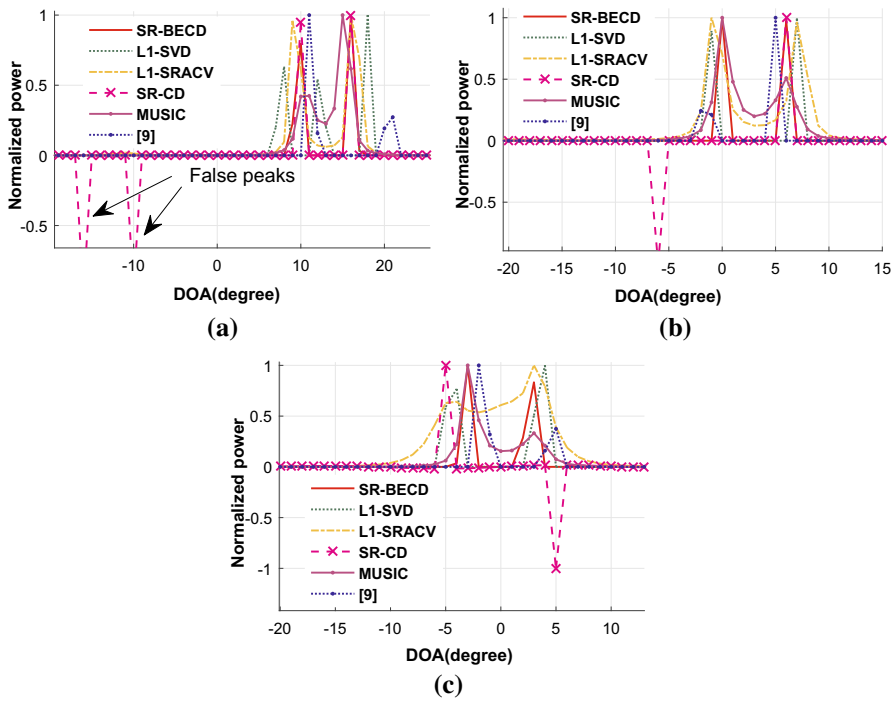 SR-BECD
L1-SVD
L1-SRACV
SR-CD
MUSIC
[9]
False peaks
Normalized power
1
0.5
0
-0.5
-10
0
10
20
DOA(degree)
(a)
SR-BECD
L1-SVD
L1-SRACV
SR-CD
MUSIC
[9]
Normalized power
1
0.5
0
-0.5
-20
-15
-10
-5
0
5
10
15
DOA(degree)
(b)
Normalized power
1
0.5
0
-0.5
-1
SR-BECD
L1-SVD
L1-SRACV
SR-CD
MUSIC
[9]
-20
-15
-10
-5
0
5
10
DOA(degree)
(c)